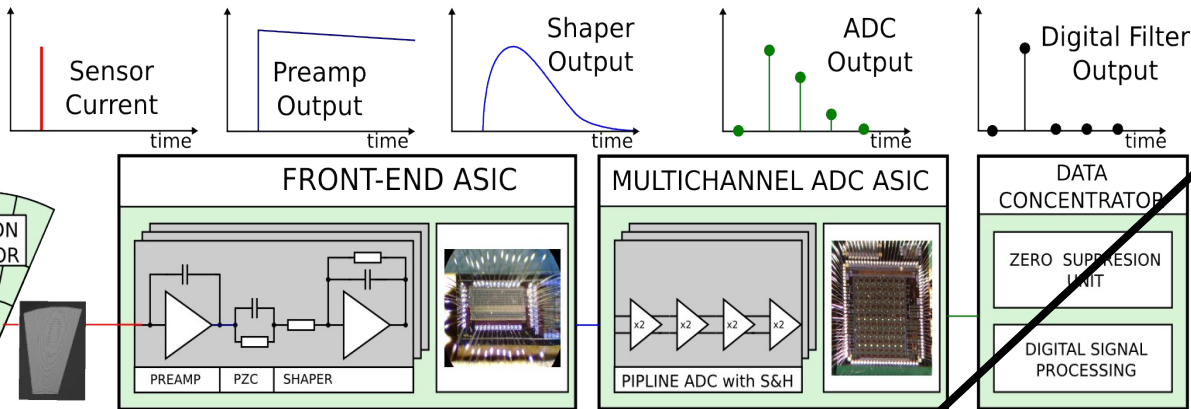 Sensor
Current
time
Preamp
Output
time
Shaper
Output
time
ADC
Output
time
Digital Filter
Output
time
ON
OR
FRONT-END ASIC
PREAMP
PZC
SHAPER
MULTICHANNEL ADC ASIC
x2
x2
x2
x2
PIPLINE ADC with S&H
DATA
CONCENTRATOR
ZERO SUPPRESION
UNIT
DIGITAL SIGNAL
PROCESSING